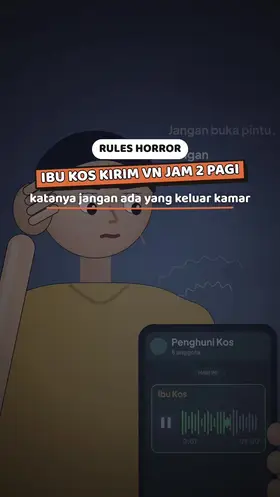 Jangan buka pintu.
RULES HORROR
IBU KOS KIRIM VN JAM 2 PAGI
katanya jangan ada yang keluar kamar
Penghuni Kos
Ibu Kos